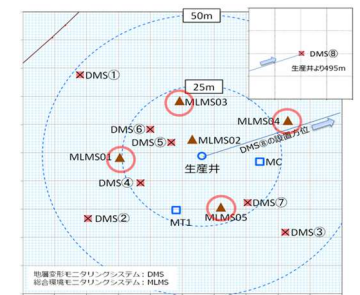 50m
DMS⑧
生産井より495m
DMS①
25m
MLMS03
MLMS04
DMS⑥
DMS⑤
MLMS02
DMS⑧の設置方位
MLMS01
生産井
MC
DMS④
DMS⑦
DMS②
MT1
MLMS05
DMS③
地層変形モニタリングシステム：DMS
総合環境モニタリングシステム：MLMS